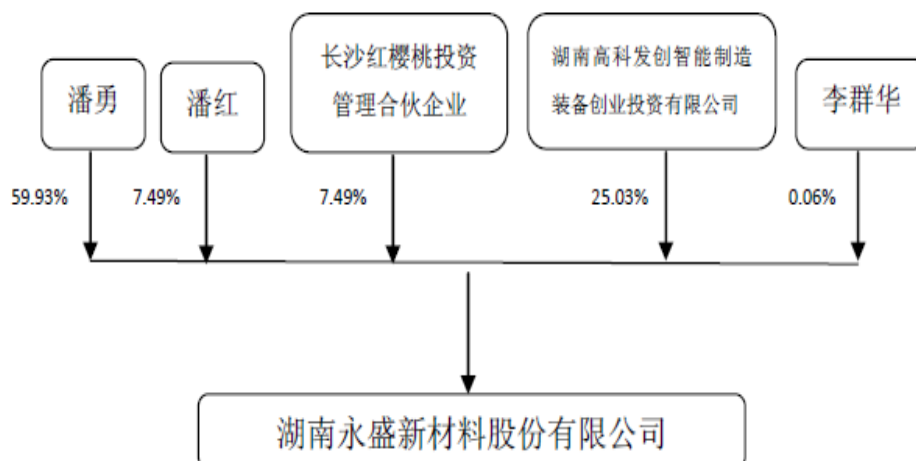 潘勇
潘红
长沙红樱桃投资
管理合伙企业
湖南高科发创智能制造
装备创业投资有限公司
李群华
59.93%
7.49%
7.49%
25.03%
0.06%
湖南永盛新材料股份有限公司